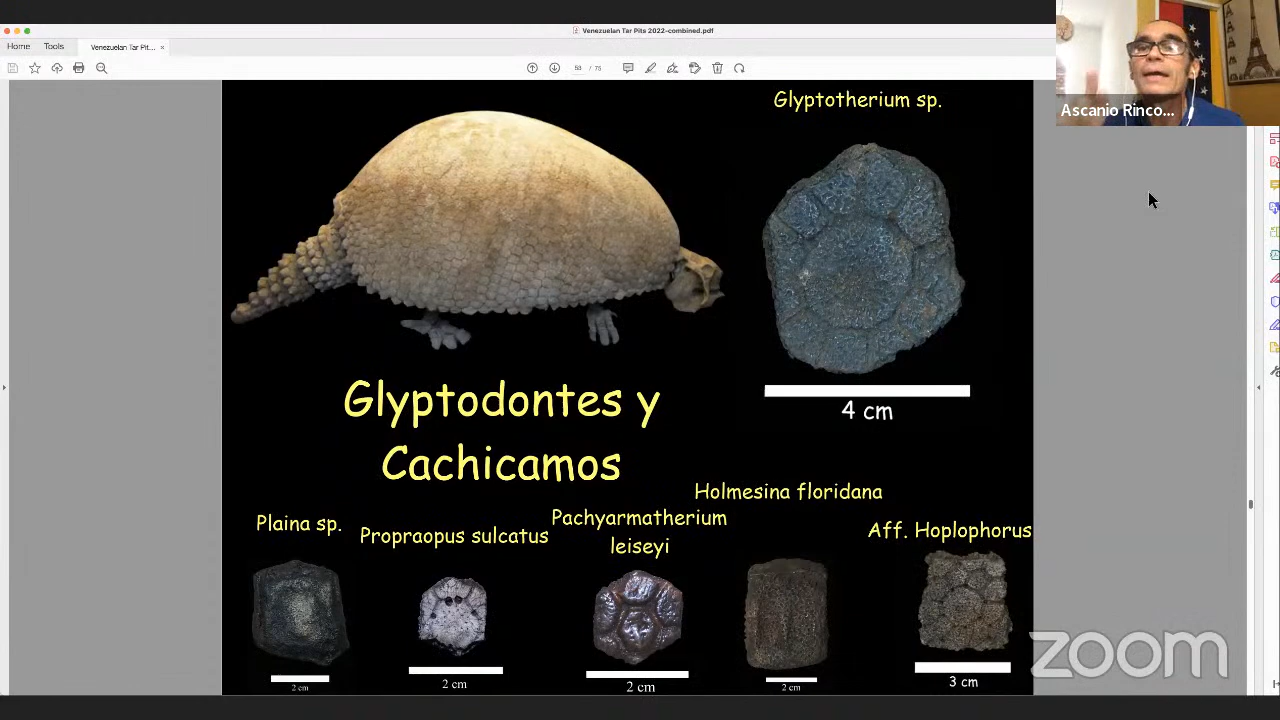 Venezuelan Tar Pits 2022-combined.pdf
Home
Tools
Venezuelan Tar Pit...
×
53 / 75
Ascanio Rinco...
Glyptotherium sp.
4 cm
Glyptodontes y
Cachicamos
Holmesina floridana
Plaina sp.
Propraopus sulcatus
Pachyarmatherium
leiseyi
Aff. Hoplophorus
2 cm
2 cm
2 cm
2 cm
3 cm
zoom